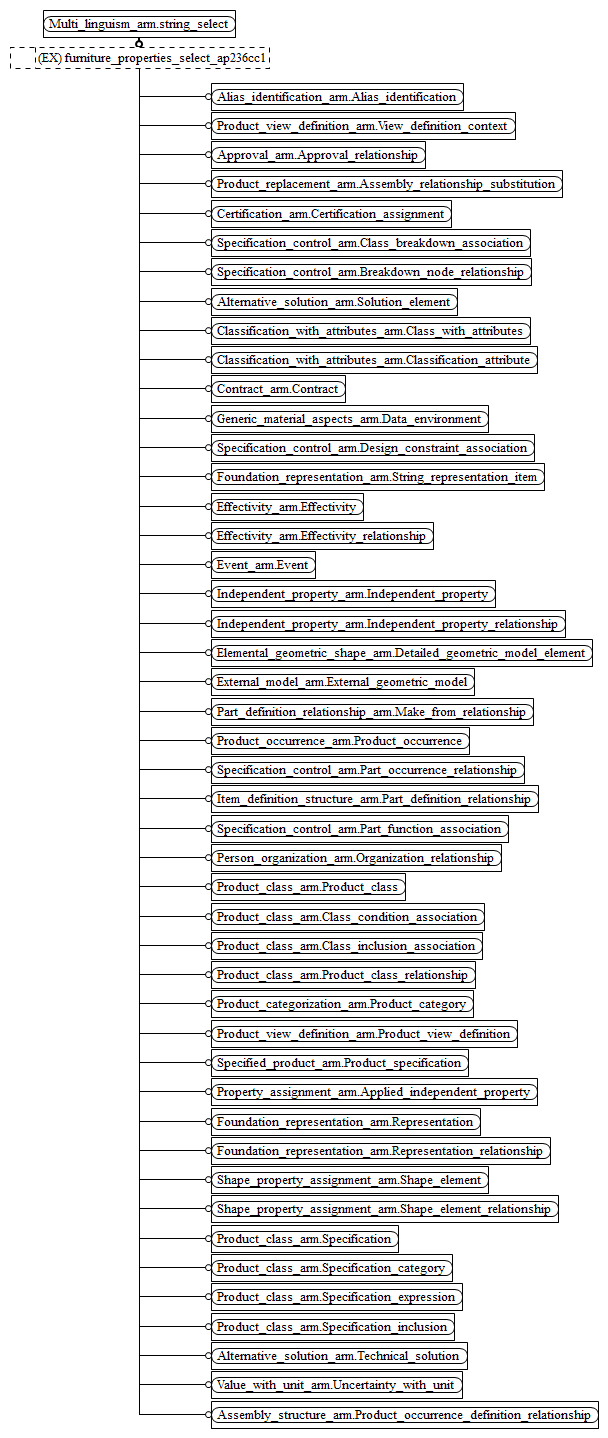 Multi_linguism_arm.string_select
(EX) furniture_properties_select_ap236cc1
Alias_identification_arm.Alias_identification
Product_view_definition_arm.View_definition_context
Approval_arm.Approval_relationship
Product_replacement_arm.Assembly_relationship_substitution
Certification_arm.Certification_assignment
Specification_control_arm.Class_breakdown_association
Specification_control_arm.Breakdown_node_relationship
Alternative_solution_arm.Solution_element
Classification_with_attributes_arm.Class_with_attributes
Classification_with_attributes_arm.Classification_attribute
Contract_arm.Contract
Generic_material_aspects_arm.Data_environment
Specification_control_arm.Design_constraint_association
Foundation_representation_arm.String_representation_item
Effectivity_arm.Effectivity
Effectivity_arm.Effectivity_relationship
Event_arm.Event
Independent_property_arm.Independent_property
Independent_property_arm.Independent_property_relationship
Elemental_geometric_shape_arm.Detailed_geometric_model_element
External_model_arm.External_geometric_model
Part_definition_relationship_arm.Make_from_relationship
Product_occurrence_arm.Product_occurrence
Specification_control_arm.Part_occurrence_relationship
Item_definition_structure_arm.Part_definition_relationship
Specification_control_arm.Part_function_association
Person_organization_arm.Organization_relationship
Product_class_arm.Product_class
Product_class_arm.Class_condition_association
Product_class_arm.Class_inclusion_association
Product_class_arm.Product_class_relationship
Product_categorization_arm.Product_category
Product_view_definition_arm.Product_view_definition
Specified_product_arm.Product_specification
Property_assignment_arm.Applied_independent_property
Foundation_representation_arm.Representation
Foundation_representation_arm.Representation_relationship
Shape_property_assignment_arm.Shape_element
Shape_property_assignment_arm.Shape_element_relationship
Product_class_arm.Specification
Product_class_arm.Specification_category
Product_class_arm.Specification_expression
Product_class_arm.Specification_inclusion
Alternative_solution_arm.Technical_solution
Value_with_unit_arm.Uncertainty_with_unit
Assembly_structure_arm.Product_occurrence_definition_relationship